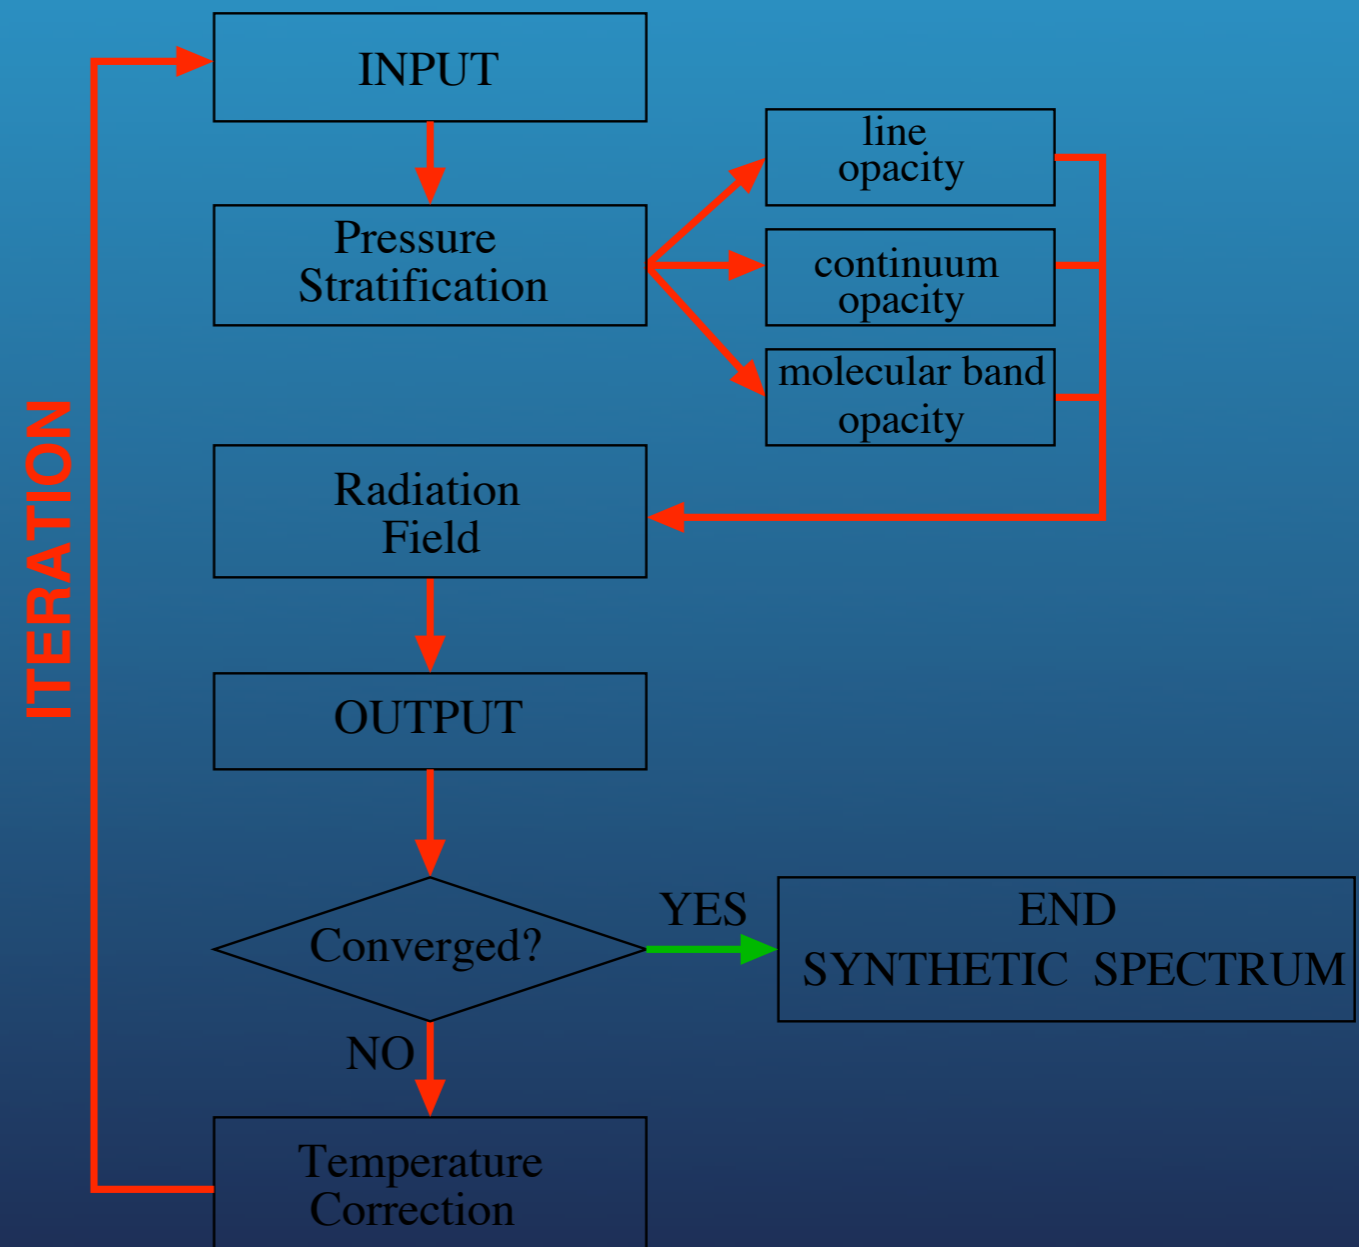 INPUT
Pressure
Stratification
line
opacity
continuum
opacity
molecular band
opacity
Radiation
Field
ITERATION
OUTPUT
Converged?
YES
END
SYNTHETIC SPECTRUM
NO
Temperature
Correction